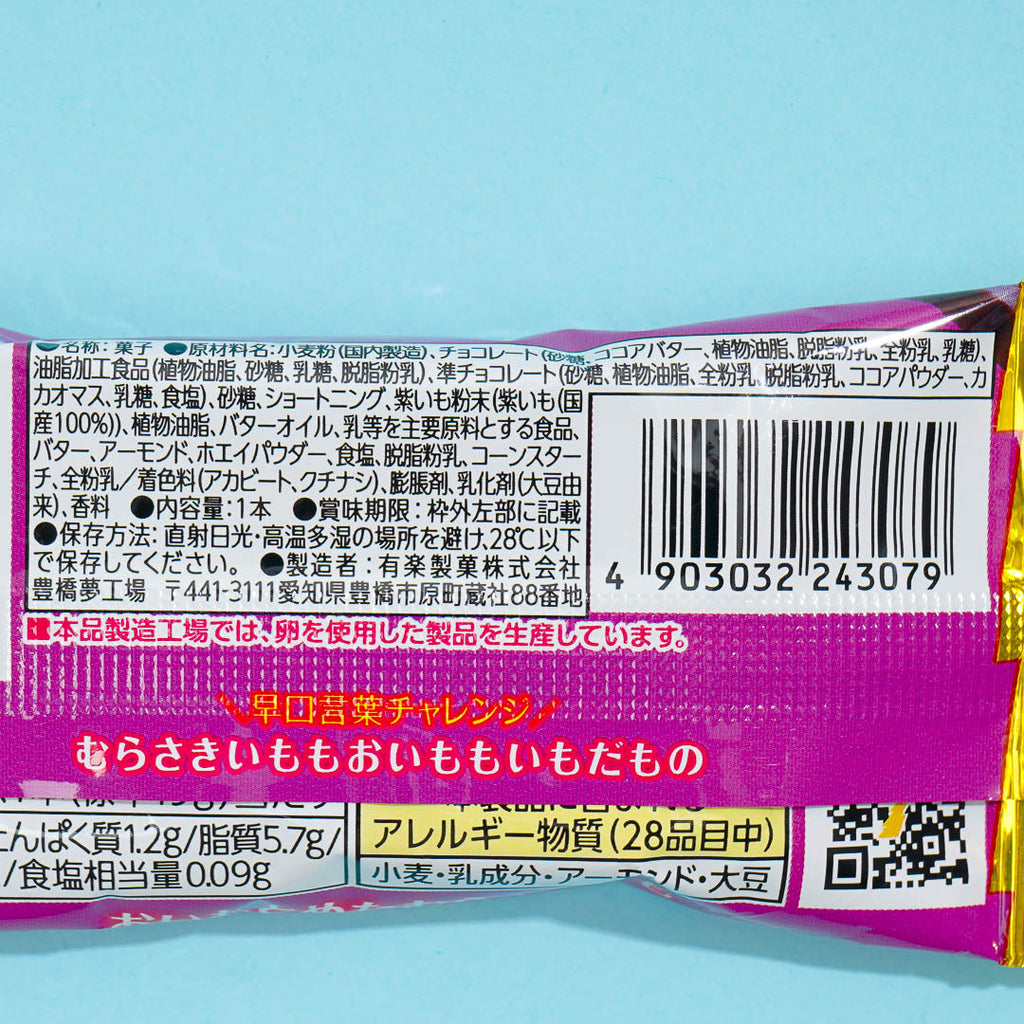 ●名称：菓子 ●原材料名：小麦粉(国内製造)、チョコレート(砂糖、ココアバター、植物油脂、脱脂粉乳、全粉乳、乳糖)、
油脂加工食品(植物油脂、砂糖、乳糖、脱脂粉乳)、準チョコレート(砂糖、植物油脂、全粉乳、脱脂粉乳、ココアパウダー、カ
カオマス、乳糖、食塩)、砂糖、ショートニング、紫いも粉末(紫いも(国
産100%))、植物油脂、バターオイル、乳等を主要原料とする食品、
バター、アーモンド、ホエイパウダー、食塩、脱脂粉乳、コーンスター
チ、全粉乳／着色料(アカビート、クチナシ)、膨脹剤、乳化剤(大豆由
来)、香料 ●内容量：1本 ●賞味期限：枠外左部に記載
●保存方法：直射日光・高温多湿の場所を避け、28℃以下
で保存してください。 ●製造者：有楽製菓株式会社
豊橋夢工場 〒441-3111愛知県豊橋市原町蔵社88番地
4 903032 243079
本品製造工場では、卵を使用した製品を生産しています。
＼早口言葉チャレンジ／
むらさきいももおいももいもだもの
たんぱく質1.2g/脂質5.7g/
/食塩相当量0.09g
アレルギー物質(28品目中)
小麦・乳成分・アーモンド・大豆